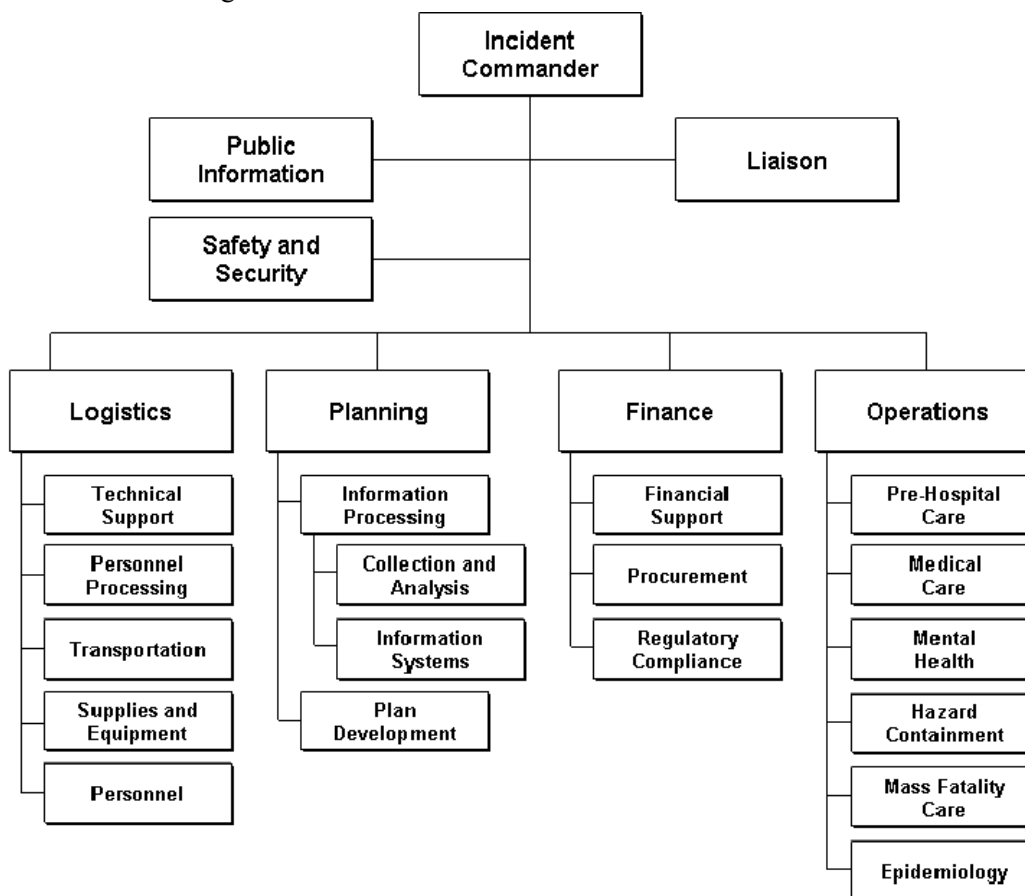 Incident
Commander
Public
Information
Liaison
Safety and
Security
Logistics
Planning
Finance
Operations
Technical
Support
Personnel
Processing
Transportation
Supplies and
Equipment
Personnel
Information
Processing
Collection and
Analysis
Information
Systems
Plan
Development
Financial
Support
Procurement
Regulatory
Compliance
Pre-Hospital
Care
Medical
Care
Mental
Health
Hazard
Containment
Mass Fatality
Care
Epidemiology